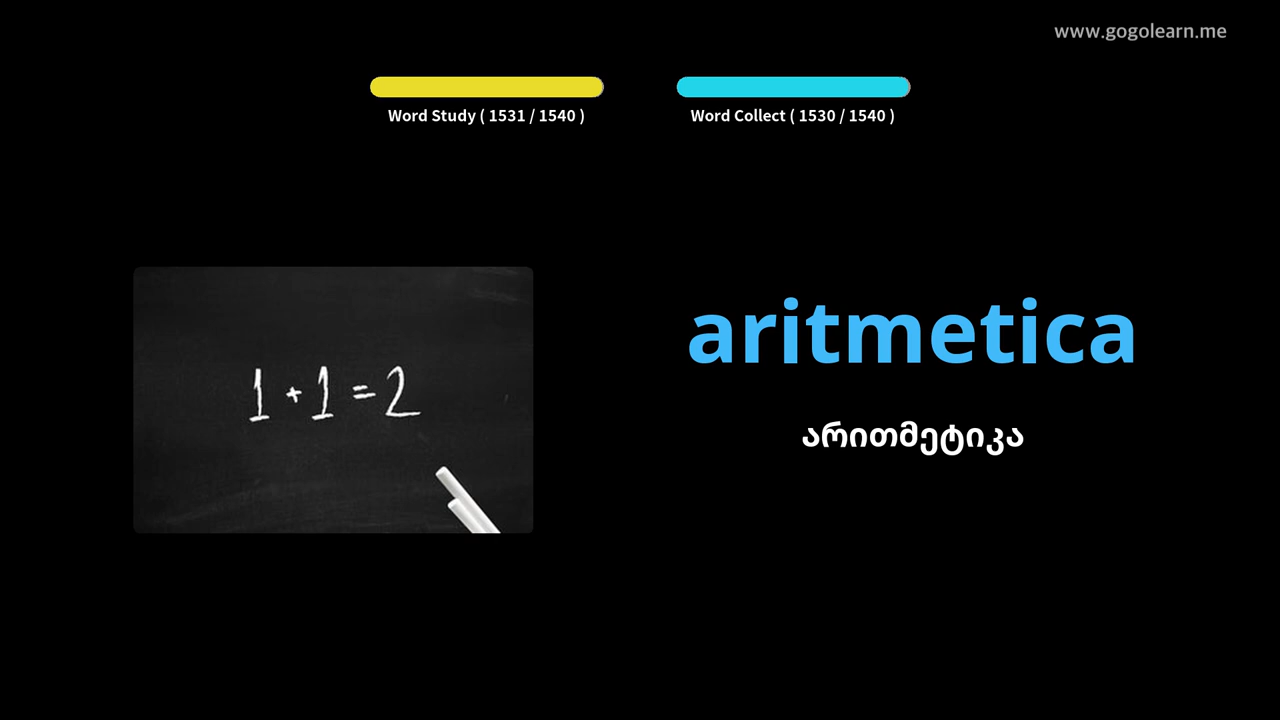 www.gogolearn.me
Word Study ( 1531 / 1540 )
Word Collect ( 1530 / 1540 )
aritmetica
არითმეტიკა
1 + 1 = 2